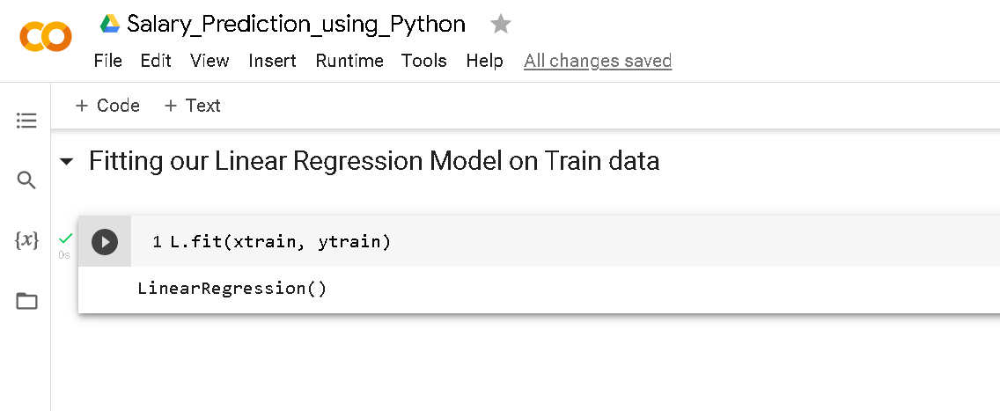 Salary_Prediction_using_Python
File Edit View Insert Runtime Tools Help All changes saved
+ Code + Text
Fitting our Linear Regression Model on Train data
{x}
1 L.fit(xtrain, ytrain)
0s
LinearRegression()